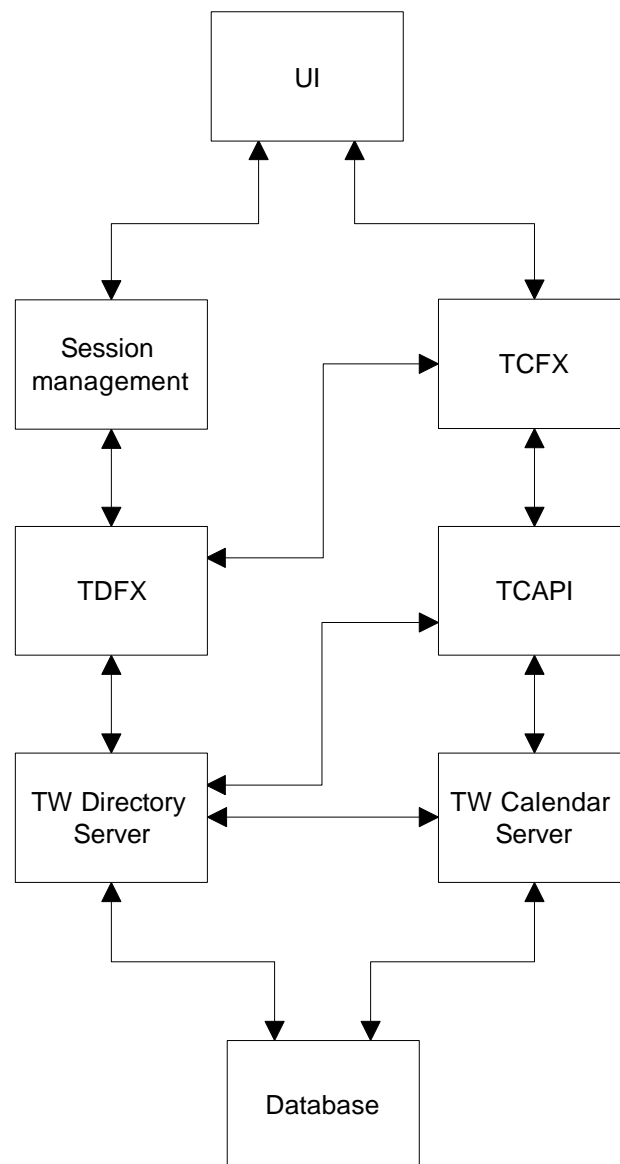 UI
Session
management
TCFX
TDFX
TCAPI
TW Directory
Server
TW Calendar
Server
Database